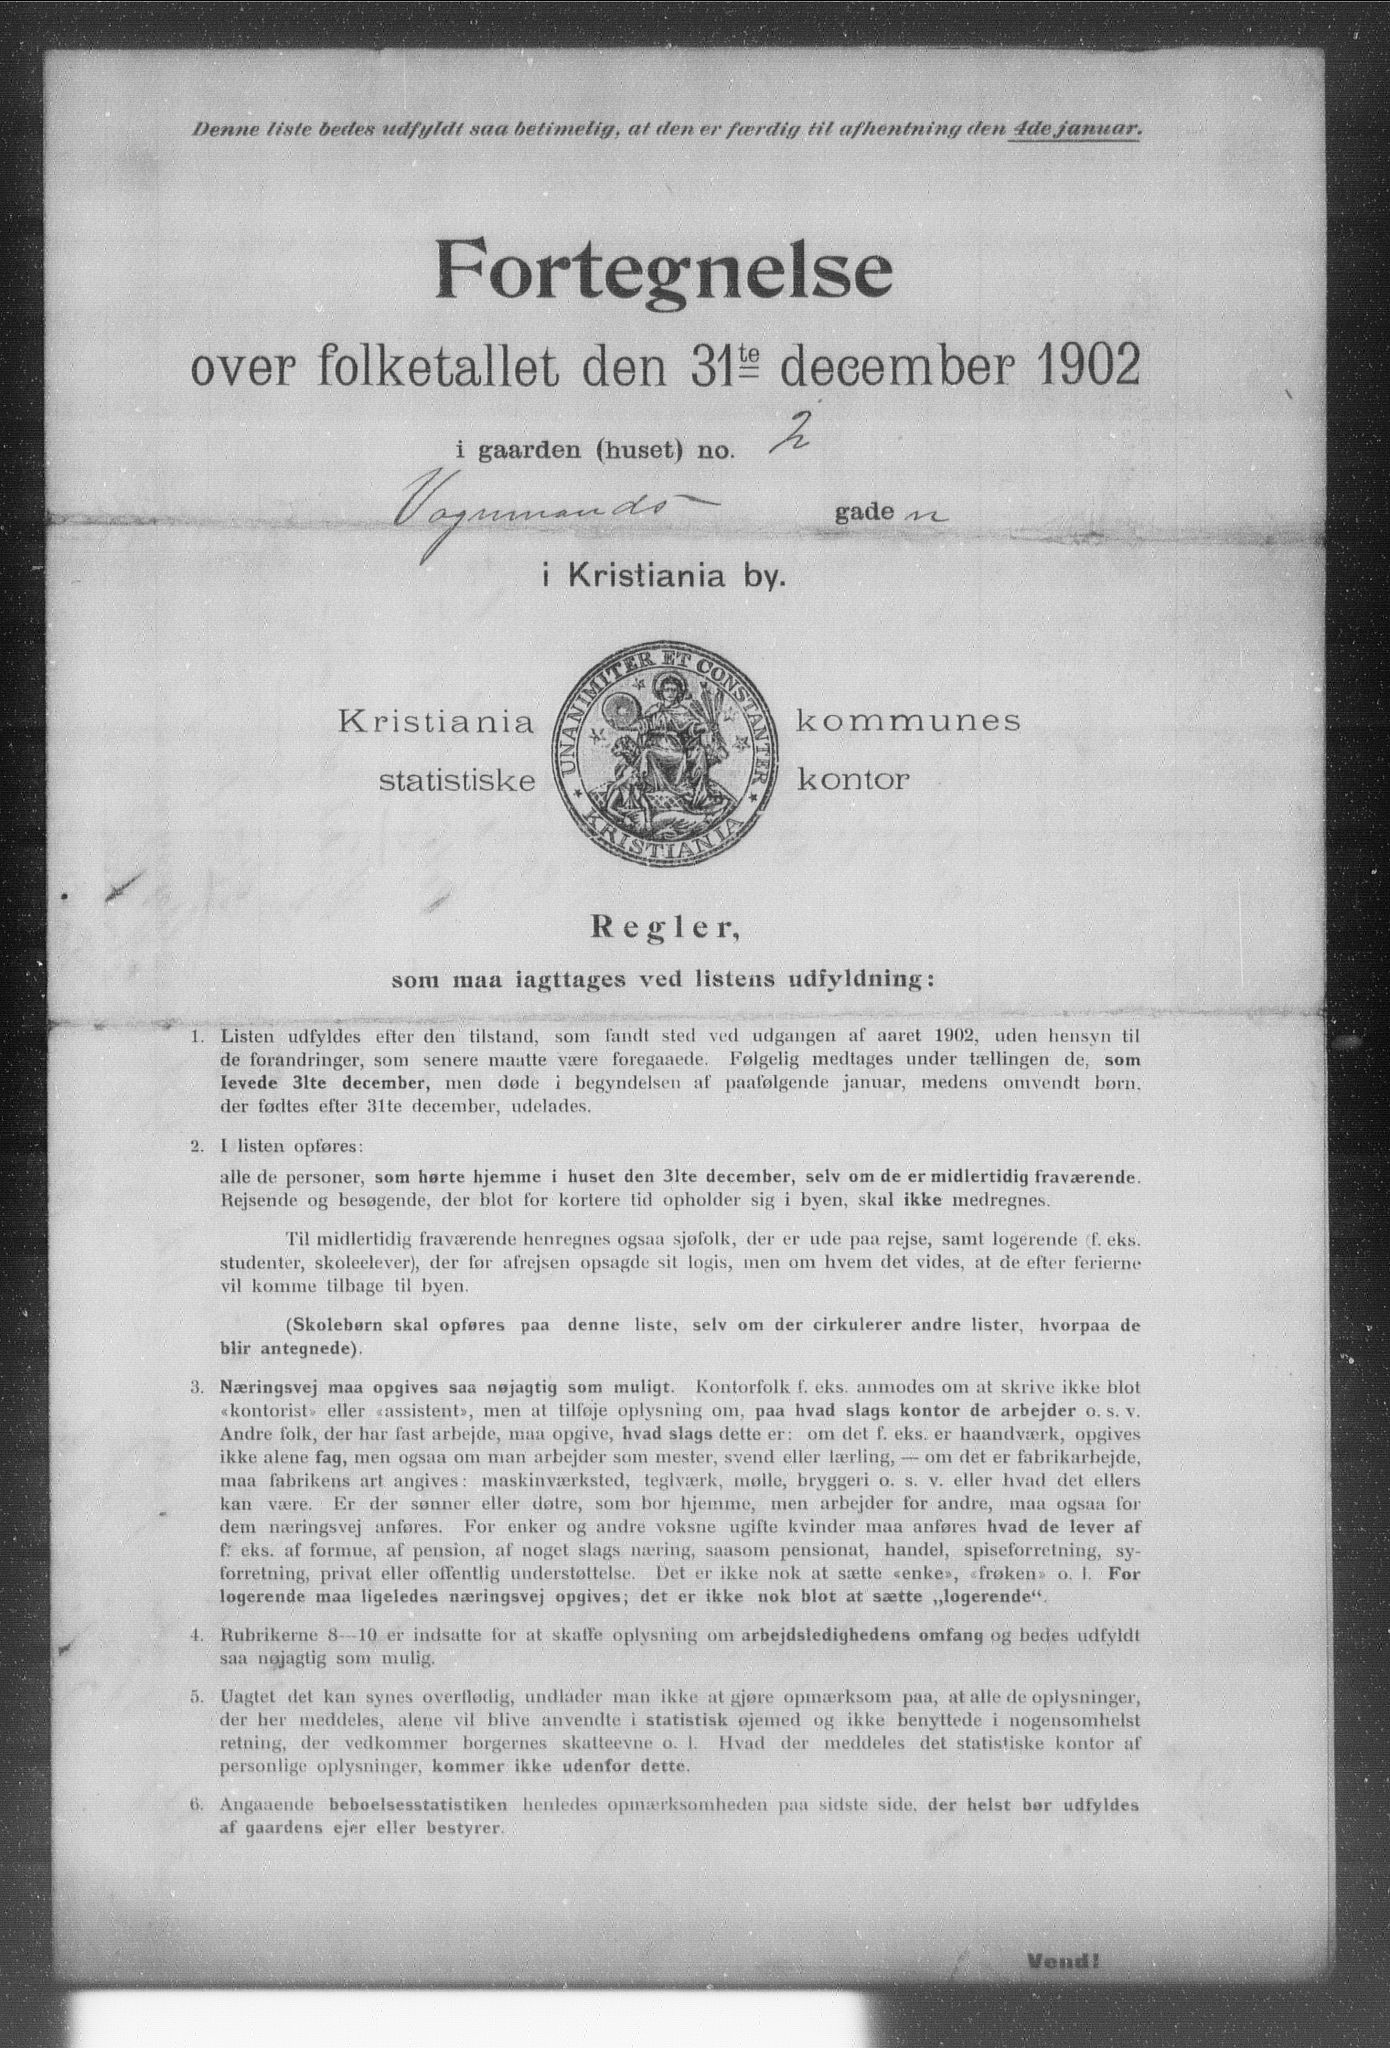 Denne liste bedes udfyldt saa betimelig, at den er færdig til afhentning den 4de januar.
Fortegnelse
over folketallet den 31te december 1902
i gaarden (huset) no. 2
Vognmands gaden
i Kristiania by.
Kristiania kommunes
statistiske kontor
UNANIMITER ET CONSTANTER
* KRISTIANIA *
Regler,
som maa iagttages ved listens udfyldning:
1. Listen udfyldes efter den tilstand, som fandt sted ved udgangen af aaret 1902, uden hensyn til
de forandringer, som senere maatte være foregaaede. Følgelig medtages under tællingen de, som
levede 31te december, men døde i begyndelsen af paafølgende januar, medens omvendt børn,
der fødtes efter 31te december, udelades.
2. I listen opføres:
alle de personer, som hørte hjemme i huset den 31te december, selv om de er midlertidig fraværende.
Rejsende og besøgende, der blot for kortere tid opholder sig i byen, skal ikke medregnes.
Til midlertidig fraværende henregnes ogsaa sjøfolk, der er ude paa rejse, samt logerende (f. eks.
studenter, skoleelever), der før afrejsen opsagde sit logis, men om hvem det vides, at de efter ferierne
vil komme tilbage til byen.
(Skolebørn skal opføres paa denne liste, selv om der cirkulerer andre lister, hvorpaa de
blir antegnede).
3. Næringsvej maa opgives saa nøjagtig som muligt. Kontorfolk f. eks. anmodes om at skrive ikke blot
«kontorist» eller «assistent», men at tilføje oplysning om, paa hvad slags kontor de arbejder o. s. v.
Andre folk, der har fast arbejde, maa opgive, hvad slags dette er: om det f. eks. er haandværk, opgives
ikke alene fag, men ogsaa om man arbejder som mester, svend eller lærling, — om det er fabrikarbejde,
maa fabrikens art angives: maskinværksted, teglværk, mølle, bryggeri o. s. v. eller hvad det ellers
kan være. Er der sønner eller døtre, som bor hjemme, men arbejder for andre, maa ogsaa for
dem næringsvej anføres. For enker og andre voksne ugifte kvinder maa anføres hvad de lever af
f. eks. af formue, af pension, af noget slags næring, saasom pensionat, handel, spiseforretning, sy-
forretning, privat eller offentlig understøttelse. Det er ikke nok at sætte «enke», «frøken» o. l. For
logerende maa ligeledes næringsvej opgives; det er ikke nok blot at sætte „logerende“.
4. Rubrikerne 8—10 er indsatte for at skaffe oplysning om arbejdsledighedens omfang og bedes udfyldt
saa nøjagtig som mulig.
5. Uagtet det kan synes overflødig, undlader man ikke at gjøre opmærksom paa, at alle de oplysninger,
der her meddeles, alene vil blive anvendte i statistisk øjemed og ikke benyttede i nogensomhelst
retning, der vedkommer borgernes skatteevne o. l. Hvad der meddeles det statistiske kontor af
personlige oplysninger, kommer ikke udenfor dette.
6. Angaaende beboelsesstatistiken henledes opmærksomheden paa sidste side, der helst bør udfyldes
af gaardens ejer eller bestyrer.
Vend!